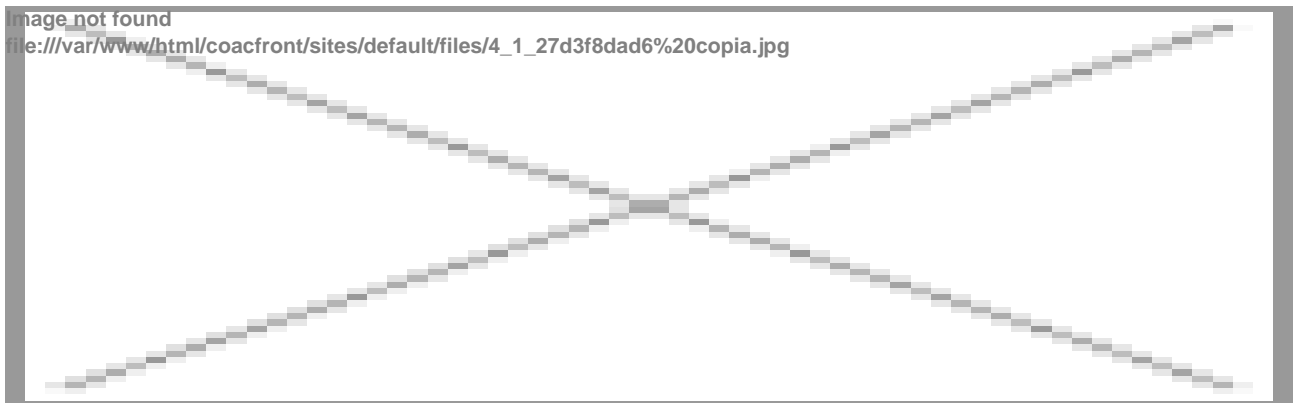 Image not found
file:///var/www/html/coacfront/sites/default/files/4_1_27d3f8dad6%20copia.jpg